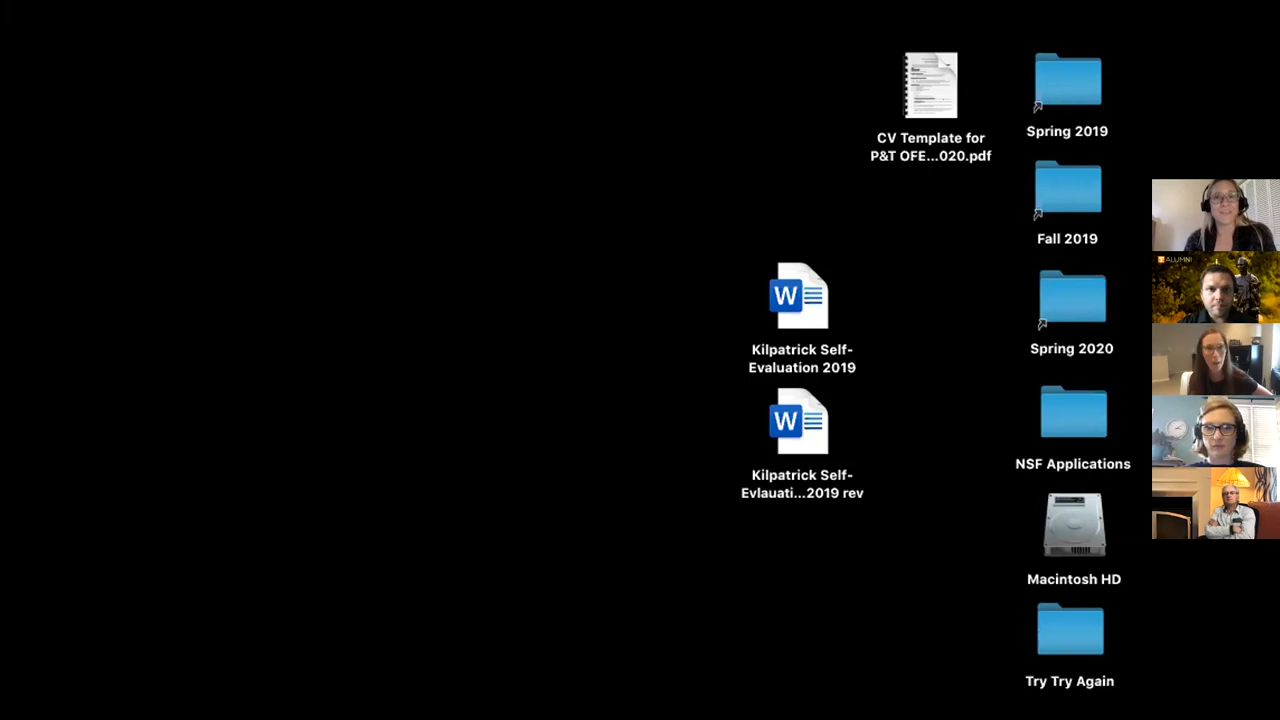 CV Template for
P&T OFE...020.pdf
Spring 2019
Fall 2019
T ALUMNI
Kilpatrick Self-
Evaluation 2019
W
Spring 2020
Kilpatrick Self-
Evlauati...2019 rev
W
NSF Applications
Macintosh HD
Try Try Again